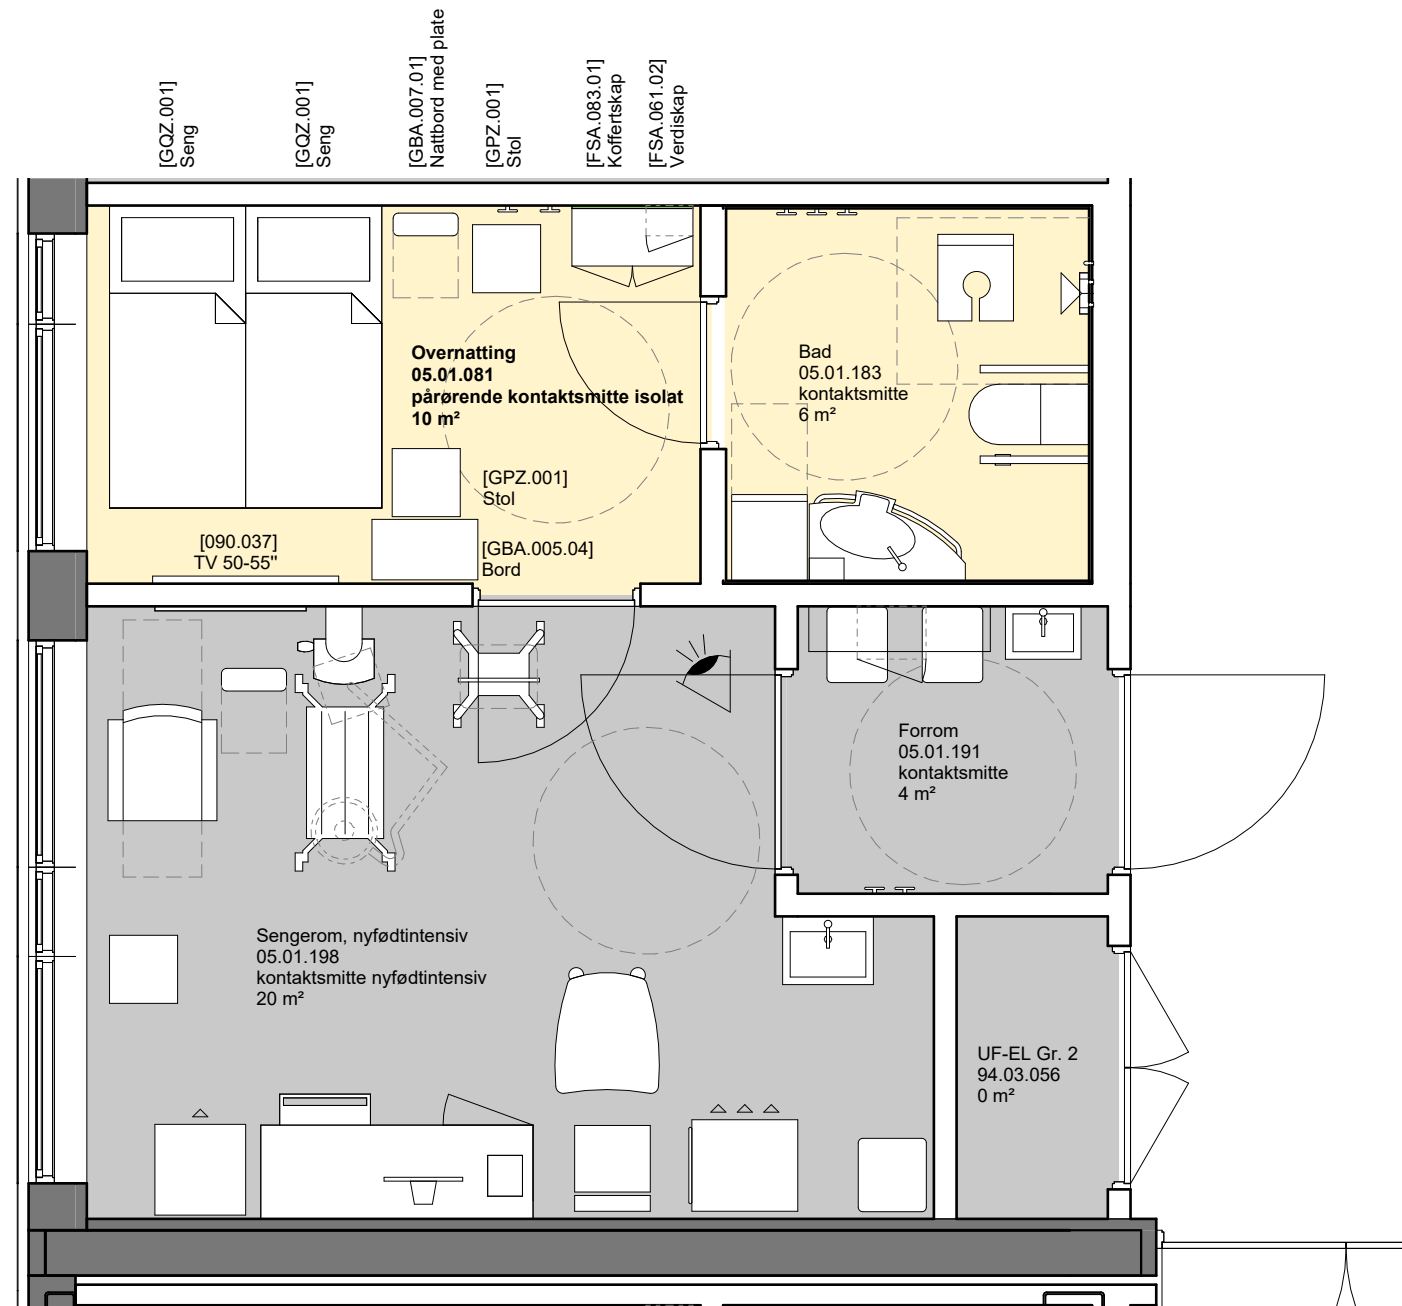 [GQZ.001]
Seng
[GQZ.001]
Seng
[GBA.007.01]
Nattbord med plate
[GPZ.001]
Stol
[FSA.083.01]
Koffertskap
[FSA.061.02]
Verdiskap
Overnatting
05.01.081
pårørende kontaktsmitte isolat
10 m²
Bad
05.01.183
kontaktsmitte
6 m²
[GPZ.001]
Stol
[090.037]
TV 50-55"
[GBA.005.04]
Bord
Forrom
05.01.191
kontaktsmitte
4 m²
Sengerom, nyfødtintensiv
05.01.198
kontaktsmitte nyfødtintensiv
20 m²
UF-EL Gr. 2
94.03.056
0 m²